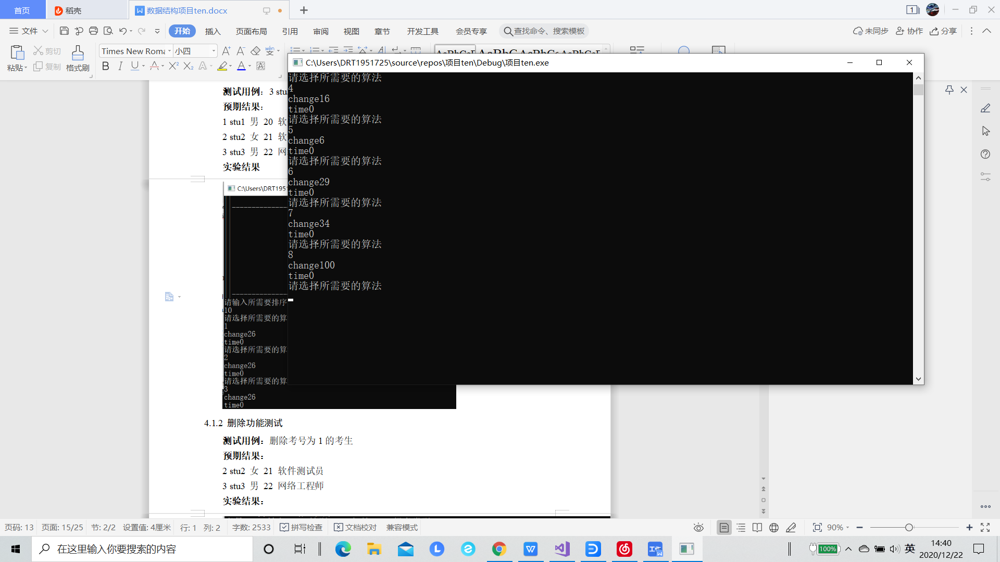 首页
稻壳
数据结构项目ten.docx
1
文件
开始
插入
页面布局
引用
审阅
视图
章节
开发工具
会员专享
查找命令、搜索模板
未同步
协作
分享
粘贴
剪切
复制
格式刷
Times New Roma
小四
C:\Users\DRT1951725\source\repos\项目ten\Debug\项目ten.exe
请选择所需要的算法
4
change16
time0
请选择所需要的算法
5
change6
time0
请选择所需要的算法
6
change29
time0
请选择所需要的算法
7
change34
time0
请选择所需要的算法
8
change100
time0
请选择所需要的算法
测试用例：3 stu
预期结果：
1 stu1 男 20 软
2 stu2 女 21 软
3 stu3 男 22 网
实验结果
C:\Users\DRT195
请输入所需要排序
10
请选择所需要的算
1
change26
time0
请选择所需要的算
2
change26
time0
请选择所需要的算
3
change26
time0
4.1.2 删除功能测试
测试用例：删除考号为 1 的考生
预期结果：
2 stu2 女 21 软件测试员
3 stu3 男 22 网络工程师
实验结果：
页码: 13 页面: 15/25 节: 2/2 设置值: 4厘米 行: 1 列: 2 字数: 2533 拼写检查 文档校对 兼容模式 90%
在这里输入你要搜索的内容
100%
英
14:40
2020/12/22